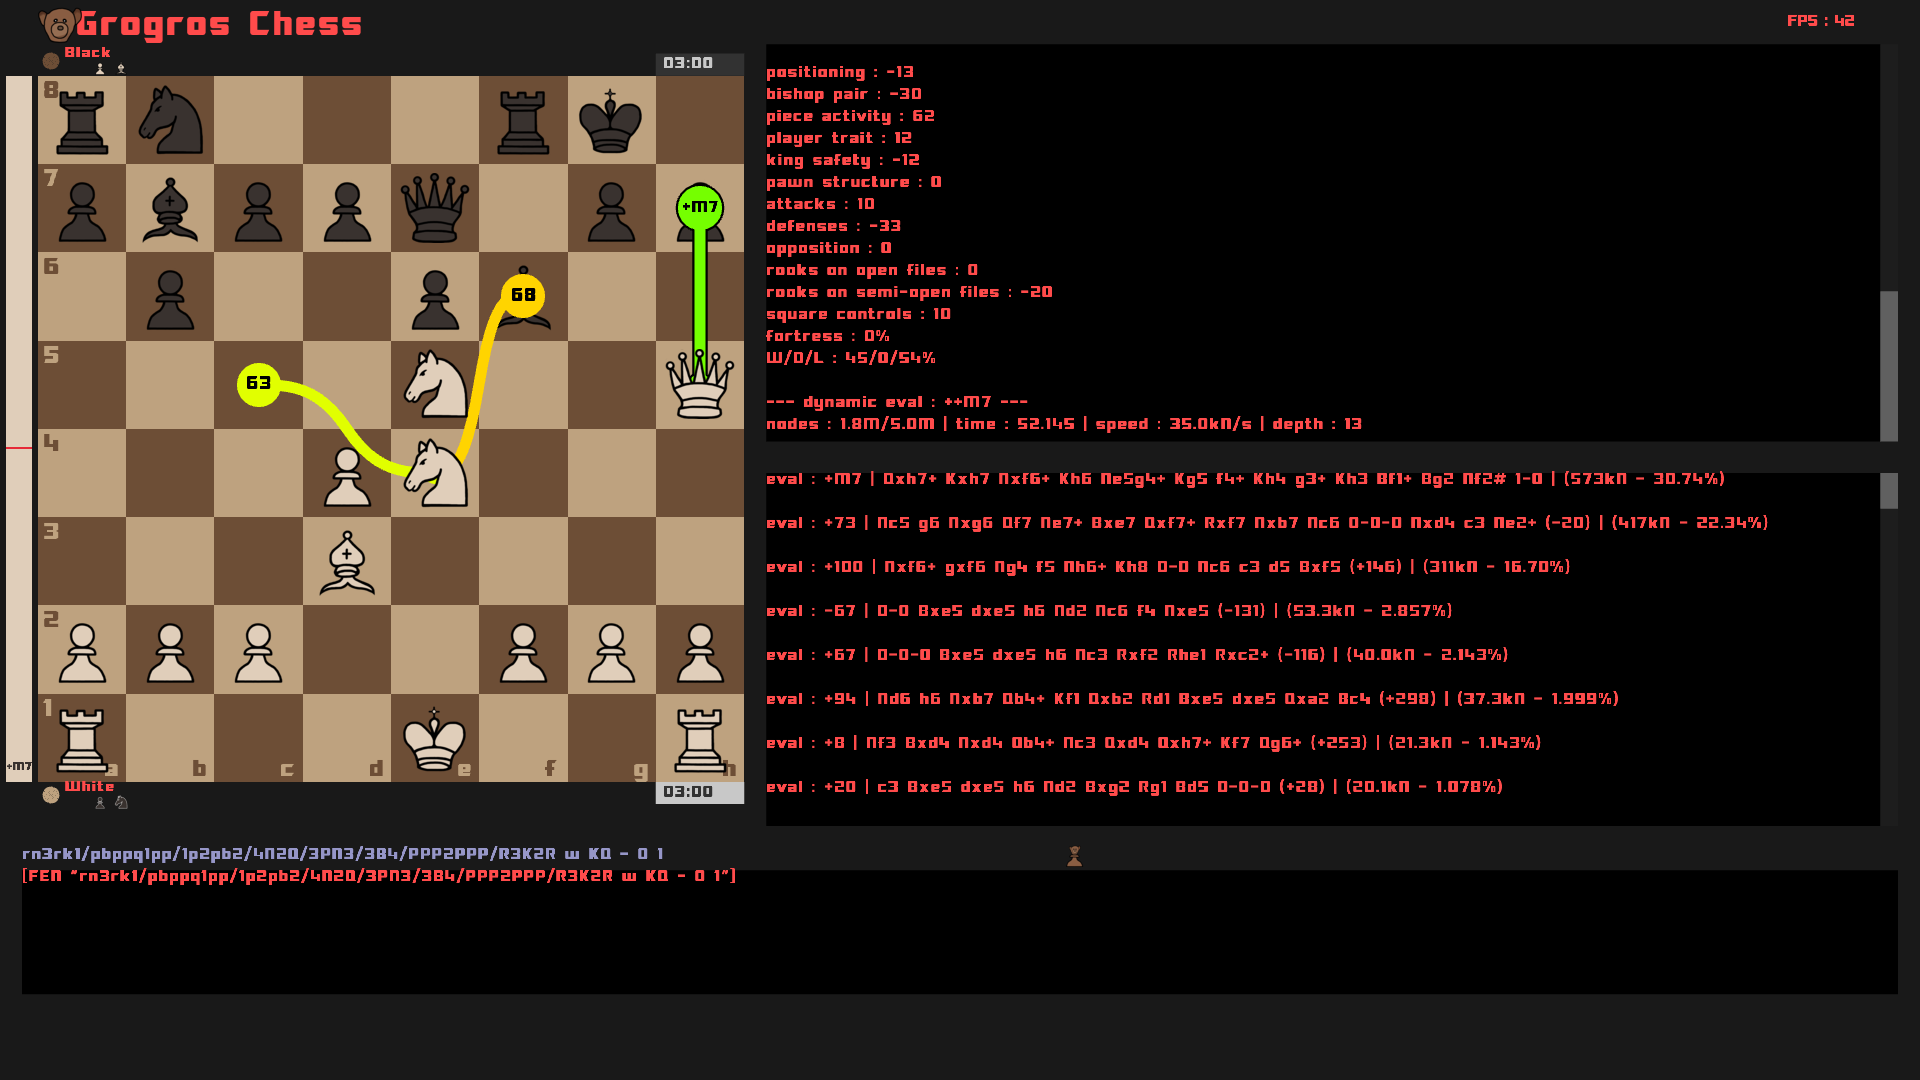 Grogros Chess
FPS : 42
Black
03:00
8
7
6
5
4
3
2
1
a b c d e f g h
+M7
68
63
+M7
White
03:00
positioning : -13
bishop pair : -30
piece activity : 62
player trait : 12
king safety : -12
pawn structure : 0
attacks : 10
defenses : -33
opposition : 0
rooks on open files : 0
rooks on semi-open files : -20
square controls : 10
fortress : 0%
W/D/L : 45/0/54%
--- dynamic eval : ++M7 ---
nodes : 1.8M/5.0M | time : 52.145 | speed : 35.0kN/s | depth : 13
eval : +M7 | Qxh7+ Kxh7 Nxf6+ Kh6 Ne5g4+ Kg5 f4+ Kh4 g3+ Kh3 Bf1+ Bg2 Nf2# 1-0 | (573kN - 30.74%)
eval : +73 | Nc5 g6 Nxg6 Qf7 Ne7+ Bxe7 Qxf7+ Rxf7 Nxb7 Nc6 O-O-O Nxd4 c3 Ne2+ (-20) | (417kN - 22.34%)
eval : +100 | Nxf6+ gxf6 Ng4 f5 Nh6+ Kh8 O-O Nc6 c3 d5 Bxf5 (+146) | (311kN - 16.70%)
eval : -67 | O-O Bxe5 dxe5 h6 Nd2 Nc6 f4 Nxe5 (-131) | (53.3kN - 2.857%)
eval : +67 | O-O-O Bxe5 dxe5 h6 Nc3 Rxf2 Rhe1 Rxc2+ (-116) | (40.0kN - 2.143%)
eval : +94 | Nd6 h6 Nxb7 Qb4+ Kf1 Qxb2 Rd1 Bxe5 dxe5 Qxa2 Bc4 (+298) | (37.3kN - 1.999%)
eval : +8 | Nf3 Bxd4 Nxd4 Qb4+ Nc3 Qxd4 Qxh7+ Kf7 Qg6+ (+253) | (21.3kN - 1.143%)
eval : +20 | c3 Bxe5 dxe5 h6 Nd2 Bxg2 Rg1 Bd5 O-O-O (+28) | (20.1kN - 1.078%)
rn3rk1/pbppq1pp/1p2pb2/4N2Q/3PN3/3B4/PPP2PPP/R3K2R w KQ - 0 1
[FEN "rn3rk1/pbppq1pp/1p2pb2/4N2Q/3PN3/3B4/PPP2PPP/R3K2R w KQ - 0 1"]